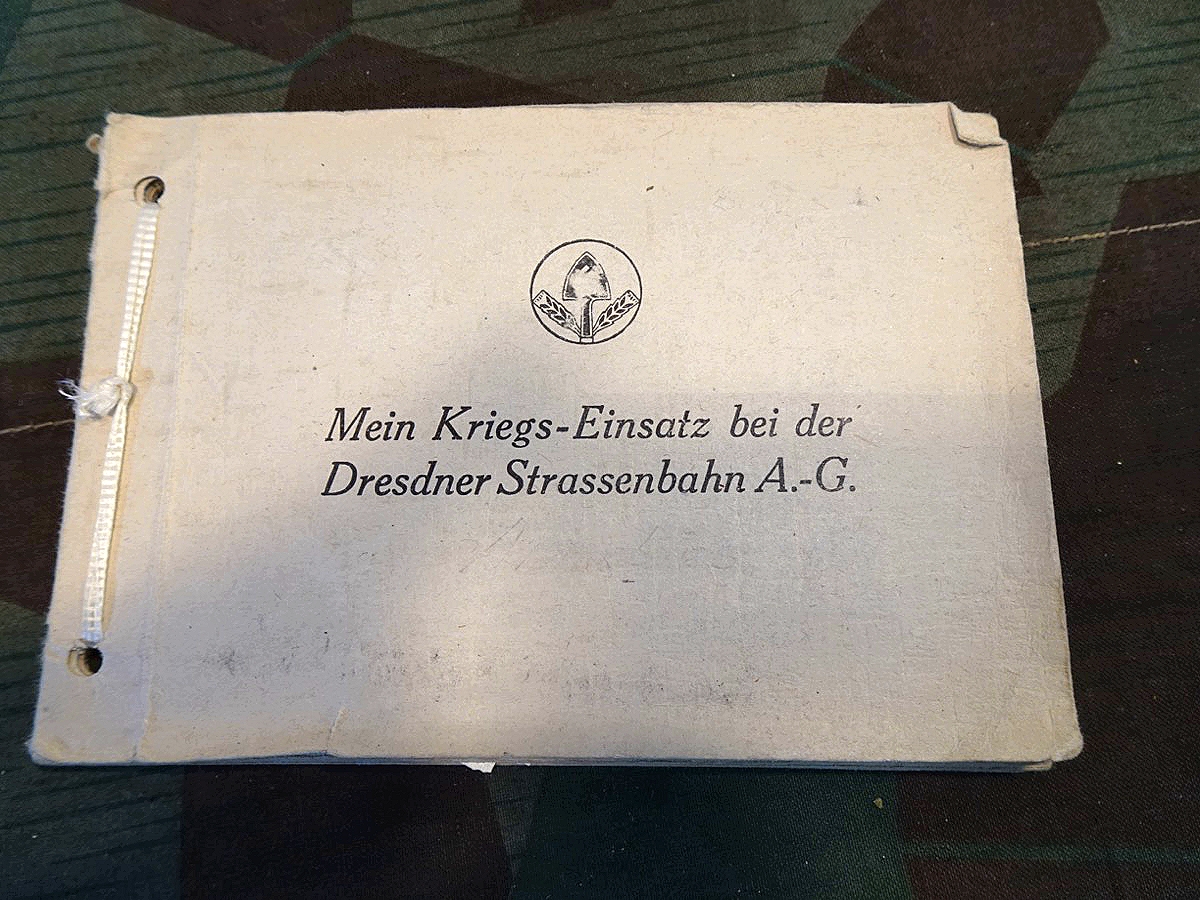 Mein Kriegs-Einsatz bei der
Dresdner Strassenbahn A.-G.